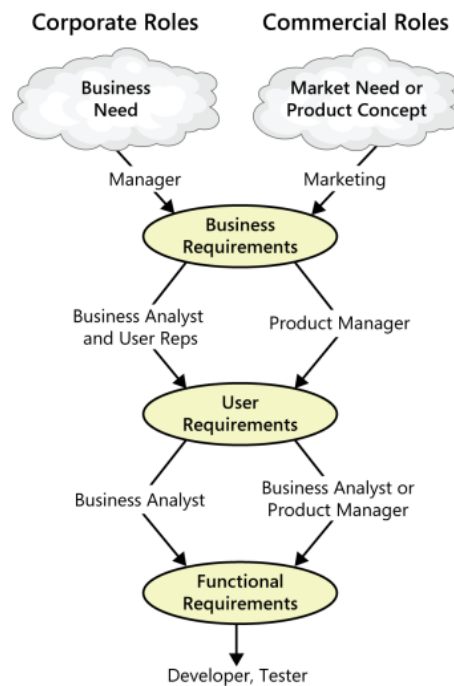 Corporate Roles
Commercial Roles
Business
Need
Market Need or
Product Concept
Manager
Marketing
Business
Requirements
Business Analyst
and User Reps
Product Manager
User
Requirements
Business Analyst
Business Analyst or
Product Manager
Functional
Requirements
Developer, Tester